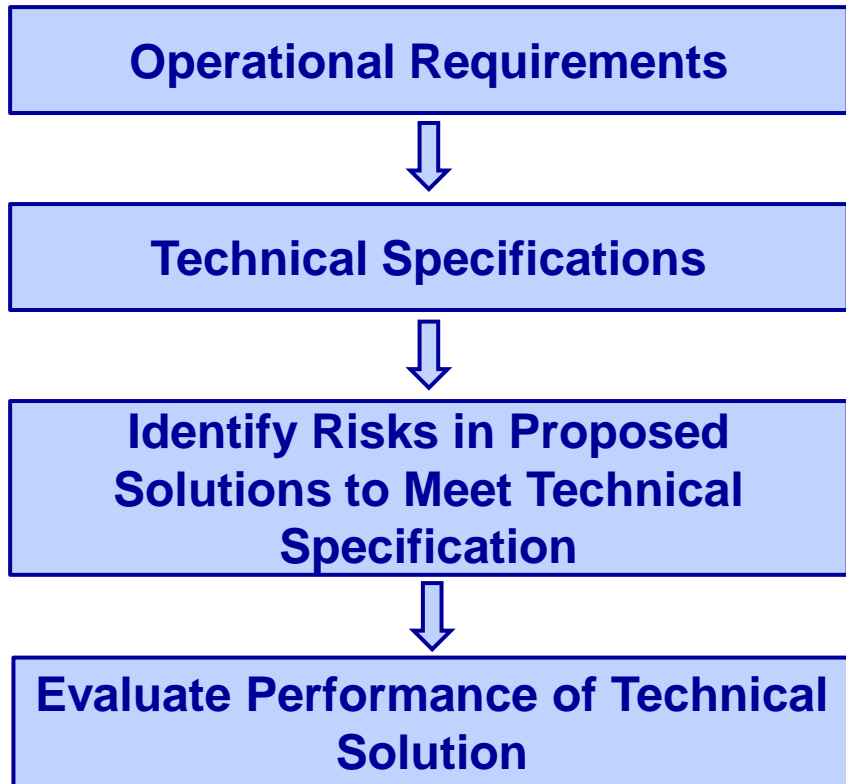 Operational Requirements
Technical Specifications
Identify Risks in Proposed
Solutions to Meet Technical
Specification
Evaluate Performance of Technical
Solution